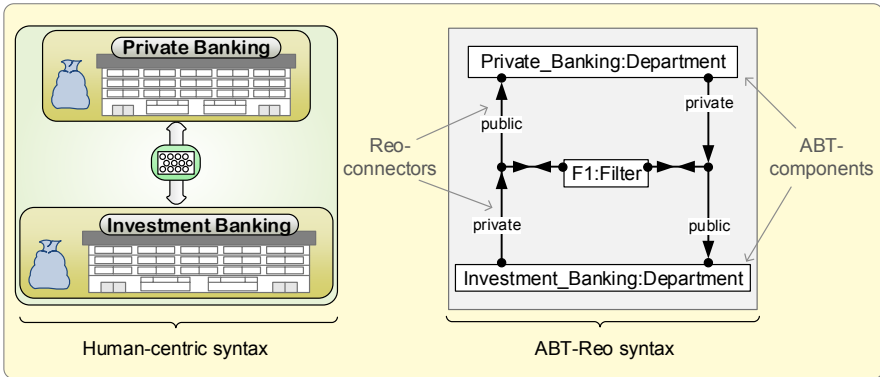 Private Banking
Investment Banking
Human-centric syntax
Private_Banking:Department
private
public
Reo-
connectors
ABT-
components
F1:Filter
private
public
Investment_Banking:Department
ABT-Reo syntax